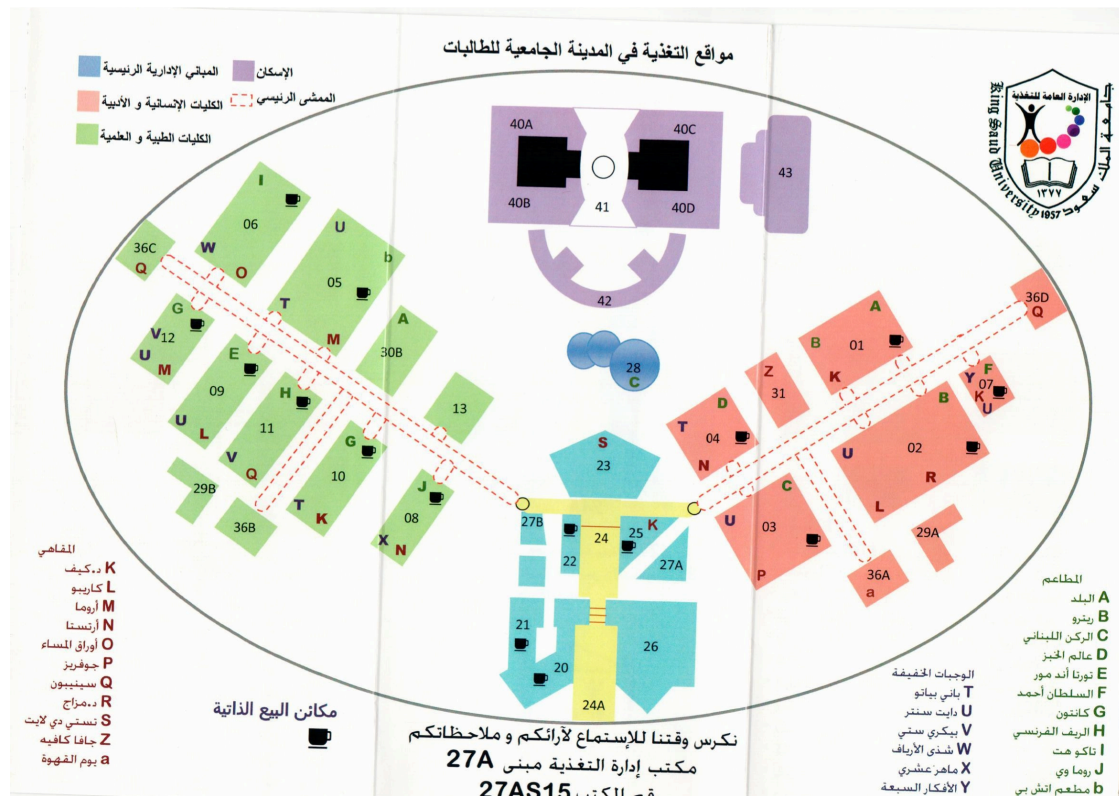 مواقع التغذية في المدينة الجامعية للطالبات
المباني الإدارية الرئيسية
الإسكان
الكليات الإنسانية و الأدبية
الممشى الرئيسي
الكليات الطبية و العلمية
جامعة الملك سعود
الإدارة العامة للتغذية
١٣٧٧
King Saud University 1957
40A
40C
40B
41
40D
43
42
28
C
I
06
W
O
36C
Q
U
b
05
T
M
A
30B
13
G
V
12
U
M
E
09
U
L
H
11
V
Q
G
10
T
K
J
08
X
N
29B
36B
A
B
01
K
36D
Q
F
Y
07
K
U
Z
31
D
T
04
N
B
U
02
R
L
C
U
03
P
29A
36A
a
S
23
27B
24
25
K
22
27A
21
20
26
24A
المقاهي
K د.كيف
L كاريبو
M أروما
N أرتستا
O أوراق المساء
P جوفريز
Q سينيبون
R د.مزاج
S تستي دي لايت
Z جافا كافيه
a يوم القهوة
مكائن البيع الذاتية
الوجبات الخفيفة
T باني بياتو
U دايت سنتر
V بيكري ستي
W شذى الأرياف
X ماهر عشري
Y الأفكار السبعة
المطاعم
A البلد
B ريترو
C الركن اللبناني
D عالم الخبز
E تورتا أند مور
F السلطان أحمد
G كانتون
H الريف الفرنسي
I تاكو هت
J روما وي
b مطعم اتش بي
نكرس وقتنا للإستماع لآرائكم و ملاحظاتكم
مكتب إدارة التغذية مبنى 27A
27AS15